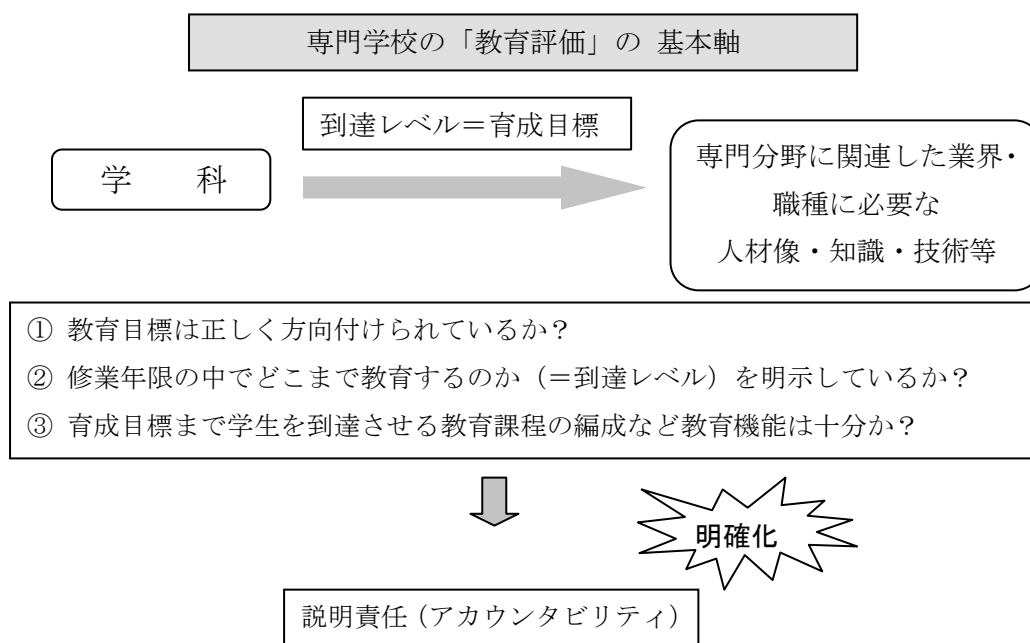 専門学校の「教育評価」の 基本軸
到達レベル＝育成目標
学　科
専門分野に関連した業界・
職種に必要な
人材像・知識・技術等
① 教育目標は正しく方向付けられているか？
② 修業年限の中でどこまで教育するのか（＝到達レベル）を明示しているか？
③ 育成目標まで学生を到達させる教育課程の編成など教育機能は十分か？
明確化
説明責任（アカウンタビリティ）